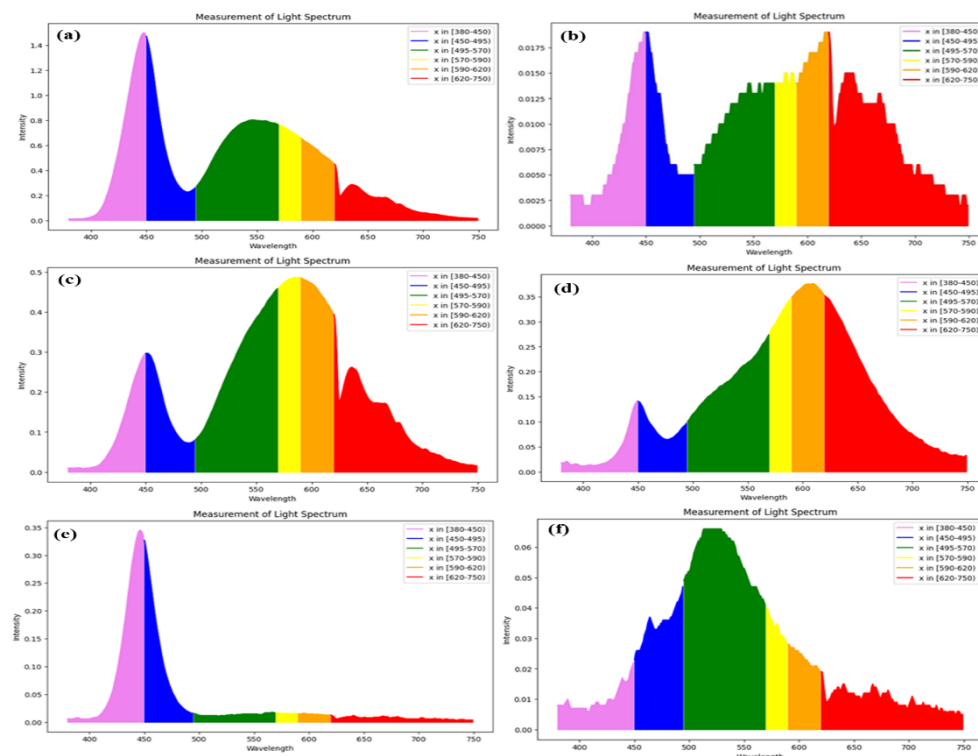 Measurement of Light Spectrum
(a)
x in [380-450)
x in [450-495)
x in [495-570)
x in [570-590)
x in [590-620)
x in [620-750)
Intensity
1.4
1.2
1.0
0.8
0.6
0.4
0.2
0.0
400 450 500 550 600 650 700 750
Wavelength
Measurement of Light Spectrum
(b)
x in [380-450)
x in [450-495)
x in [495-570)
x in [570-590)
x in [590-620)
x in [620-750)
Intensity
0.0175
0.0150
0.0125
0.0100
0.0075
0.0050
0.0025
0.0000
400 450 500 550 600 650 700 750
Wavelength
Measurement of Light Spectrum
(c)
x in [380-450)
x in [450-495)
x in [495-570)
x in [570-590)
x in [590-620)
x in [620-750)
Intensity
0.5
0.4
0.3
0.2
0.1
0.0
400 450 500 550 600 650 700 750
Wavelength
Measurement of Light Spectrum
(d)
x in [380-450)
x in [450-495)
x in [495-570)
x in [570-590)
x in [590-620)
x in [620-750)
Intensity
0.35
0.30
0.25
0.20
0.15
0.10
0.05
0.00
400 450 500 550 600 650 700 750
Wavelength
Measurement of Light Spectrum
(e)
x in [380-450)
x in [450-495)
x in [495-570)
x in [570-590)
x in [590-620)
x in [620-750)
Intensity
0.35
0.30
0.25
0.20
0.15
0.10
0.05
0.00
400 450 500 550 600 650 700 750
Wavelength
Measurement of Light Spectrum
(f)
x in [380-450)
x in [450-495)
x in [495-570)
x in [570-590)
x in [590-620)
x in [620-750)
Intensity
0.06
0.05
0.04
0.03
0.02
0.01
0.00
400 450 500 550 600 650 700 750
Wavelength